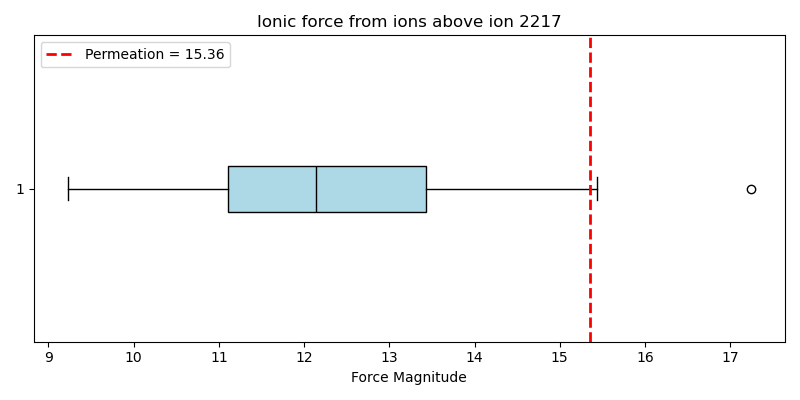 Ionic force from ions above ion 2217
Permeation = 15.36
1
9 10 11 12 13 14 15 16 17
Force Magnitude